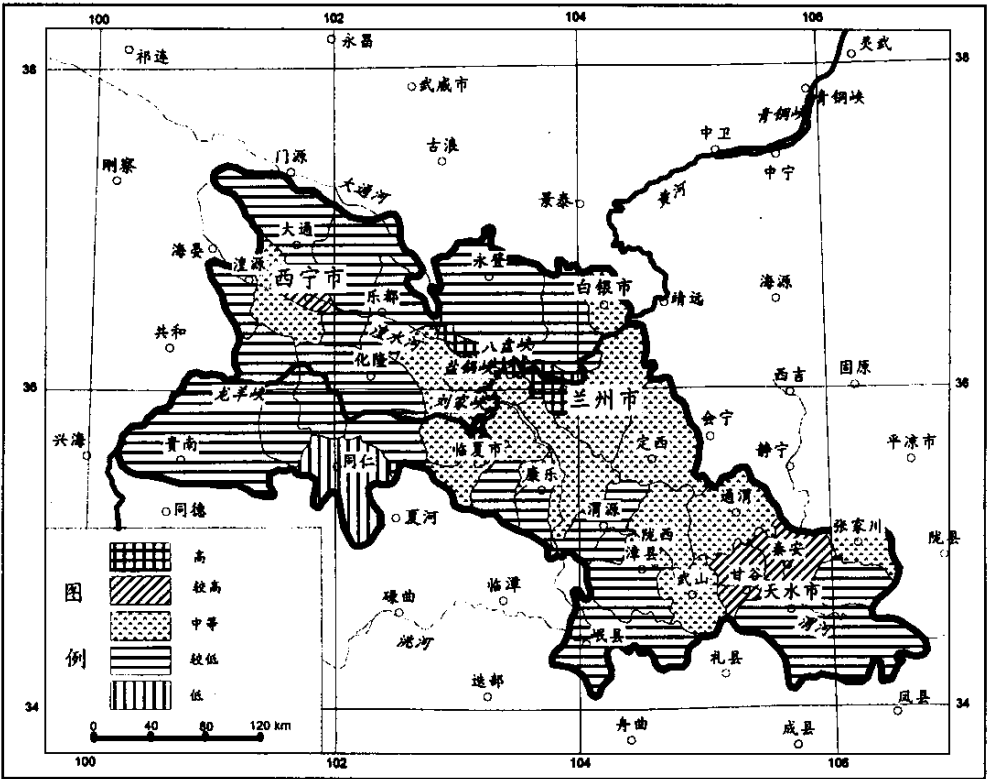 100
102
104
106
38
38
祁连
永昌
灵武
武威市
青铜峡
青铜峡
中卫
古浪
中宁
门源
刚察
大通河
黄河
景泰
大通
海晏
湟源
永登
西宁市
白银市
海源
乐都
靖远
共和
湟水河
八盘峡
化隆
盐锅峡
36
36
西吉
固原
龙羊峡
刘家峡
兰州市
会宁
兴海
贵南
临夏市
定西
静宁
平凉市
同仁
康乐
同德
夏河
渭源
通渭
张家川
陇西
陇县
高
漳县
秦安
图
较高
武山
甘谷
天水市
碌曲
临潭
中等
渭河
洮河
岷县
例
较低
礼县
迭部
低
34
34
凤县
0 40 80 120 km
舟曲
成县
100
102
104
106